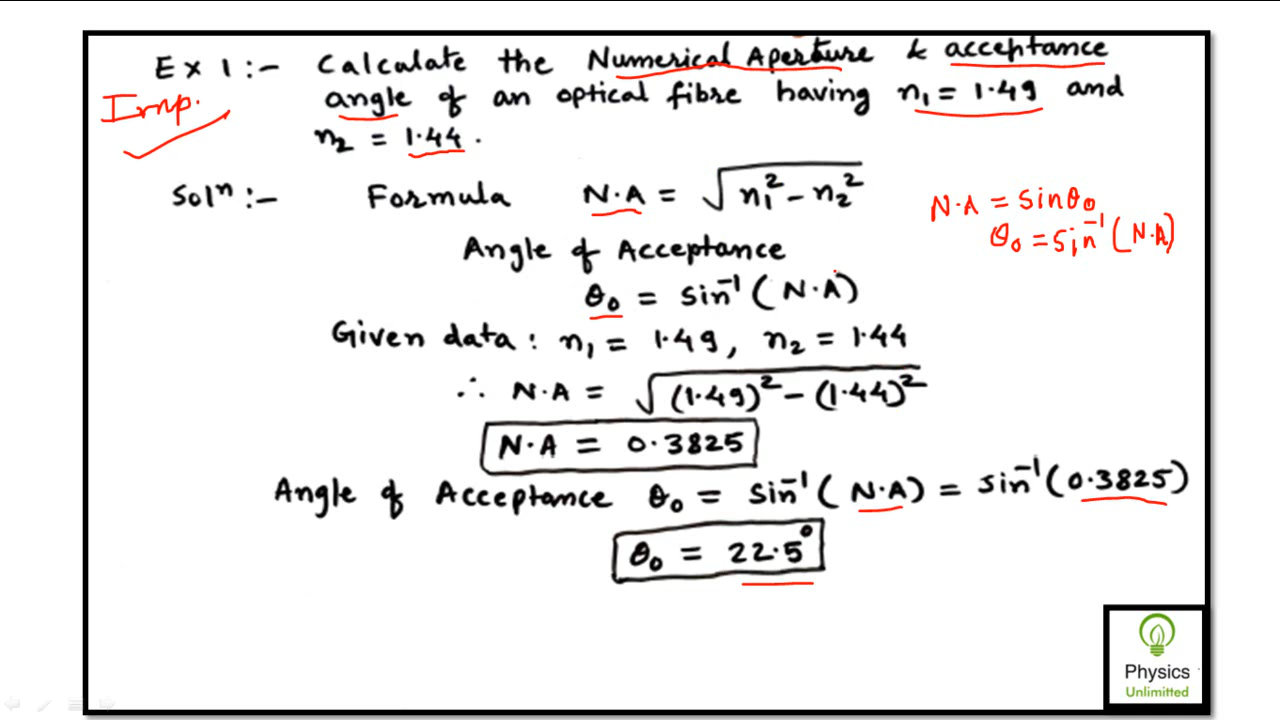 Ex 1:- Calculate the Numerical Aperture & acceptance
Imp.
angle of an optical fibre having n₁ = 1.49 and
n₂ = 1.44.
Solⁿ:- Formula N.A = √(n₁² - n₂²)
N.A = sinθ₀
θ₀ = sin⁻¹(N.A)
Angle of Acceptance
θ₀ = sin⁻¹(N.A)
Given data : n₁ = 1.49, n₂ = 1.44
∴ N.A = √((1.49)² - (1.44)²)
N.A = 0.3825
Angle of Acceptance θ₀ = sin⁻¹(N.A) = sin⁻¹(0.3825)
θ₀ = 22.5°
Physics
Unlimitted